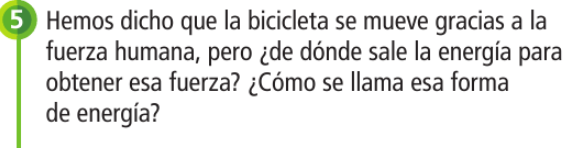 5 Hemos dicho que la bicicleta se mueve gracias a la
fuerza humana, pero ¿de dónde sale la energía para
obtener esa fuerza? ¿Cómo se llama esa forma
de energía?